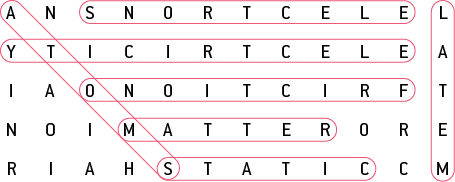 A N S N O R T C E L E L
Y T I C I R T C E L E A
I A O N O I T C I R F T
N O I M A T T E R O R E
R I A H S T A T I C C M